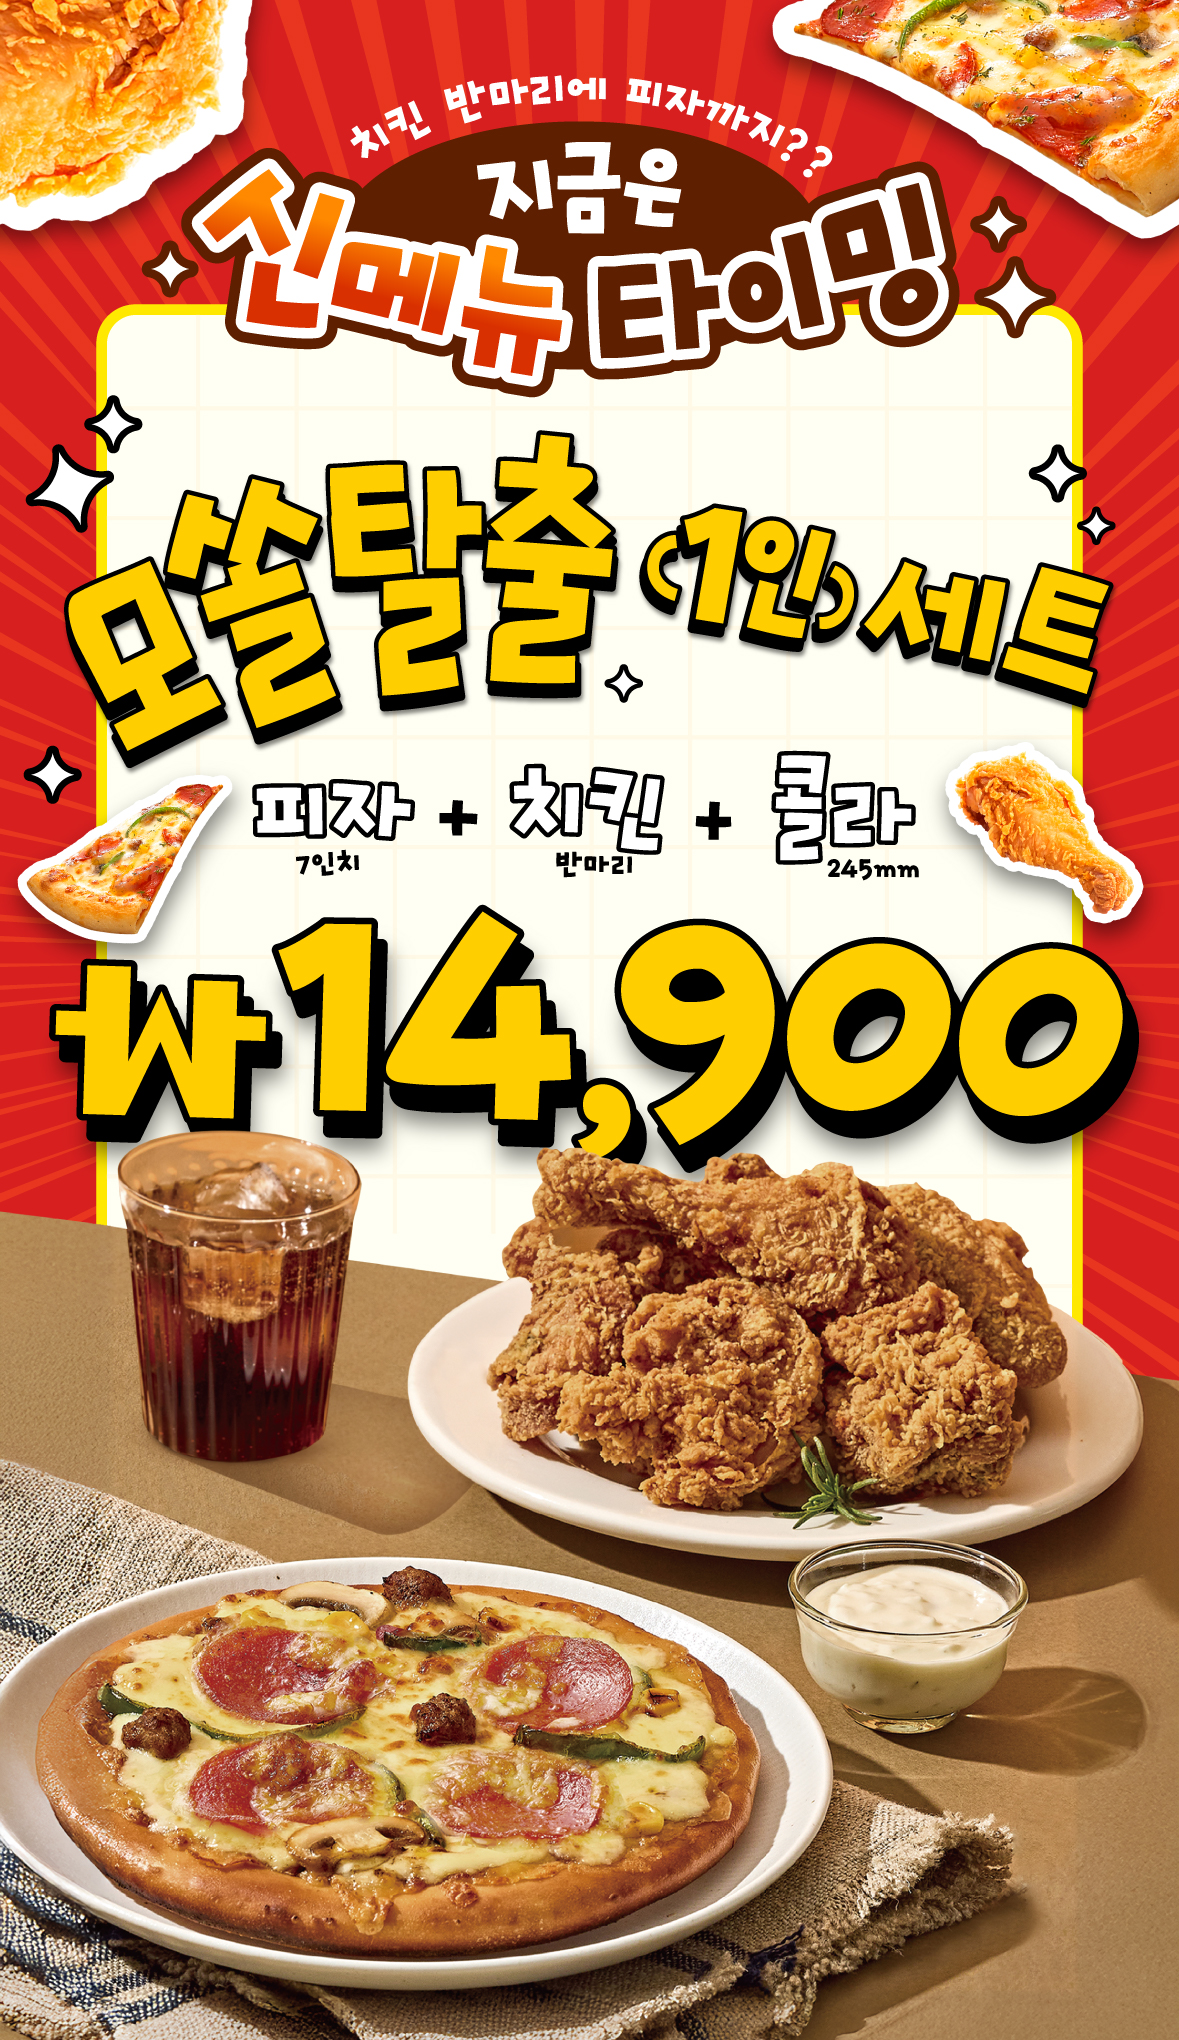 치킨 반마리에 피자까지??
지금은
신메뉴 타이밍
모쏠탈출 (1인) 세트
피자 + 치킨 + 콜라
7인치 반마리 245mm
₩14,900